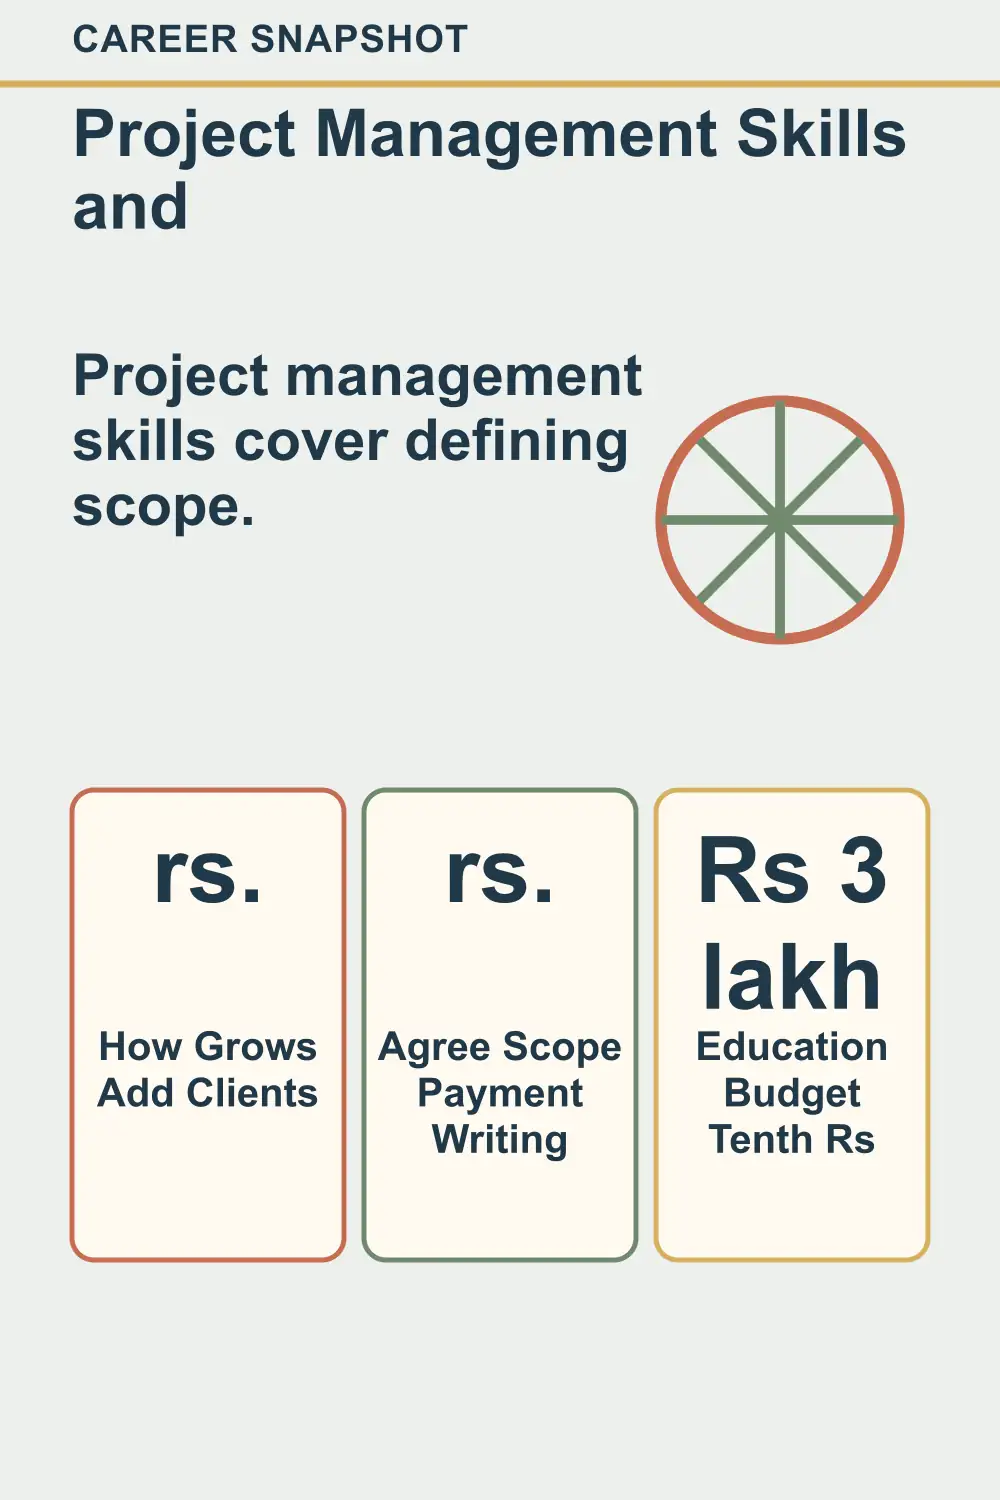 CAREER SNAPSHOT
Project Management Skills
and
Project management
skills cover defining
scope.
rs.
How Grows
Add Clients
rs.
Agree Scope
Payment
Writing
Rs 3
lakh
Education
Budget
Tenth Rs